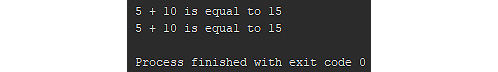 5 + 10 is equal to 15
5 + 10 is equal to 15
Process finished with exit code 0